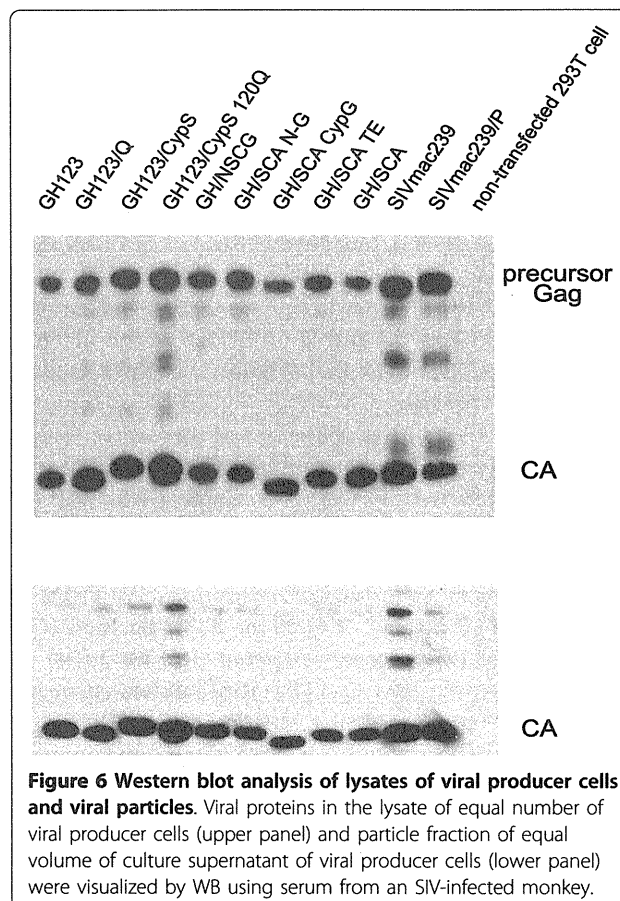 GH123
GH123/Q
GH123/CypS
GH123/CypS 120Q
GH/NSCG
GH/SCA N-G
GH/SCA CypG
GH/SCA TE
GH/SCA
SIVmac239
SIVmac239/P
non-transfected 293T cell
precursor
Gag
CA
CA
Figure 6 Western blot analysis of lysates of viral producer cells
and viral particles. Viral proteins in the lysate of equal number of
viral producer cells (upper panel) and particle fraction of equal
volume of culture supernatant of viral producer cells (lower panel)
were visualized by WB using serum from an SIV-infected monkey.